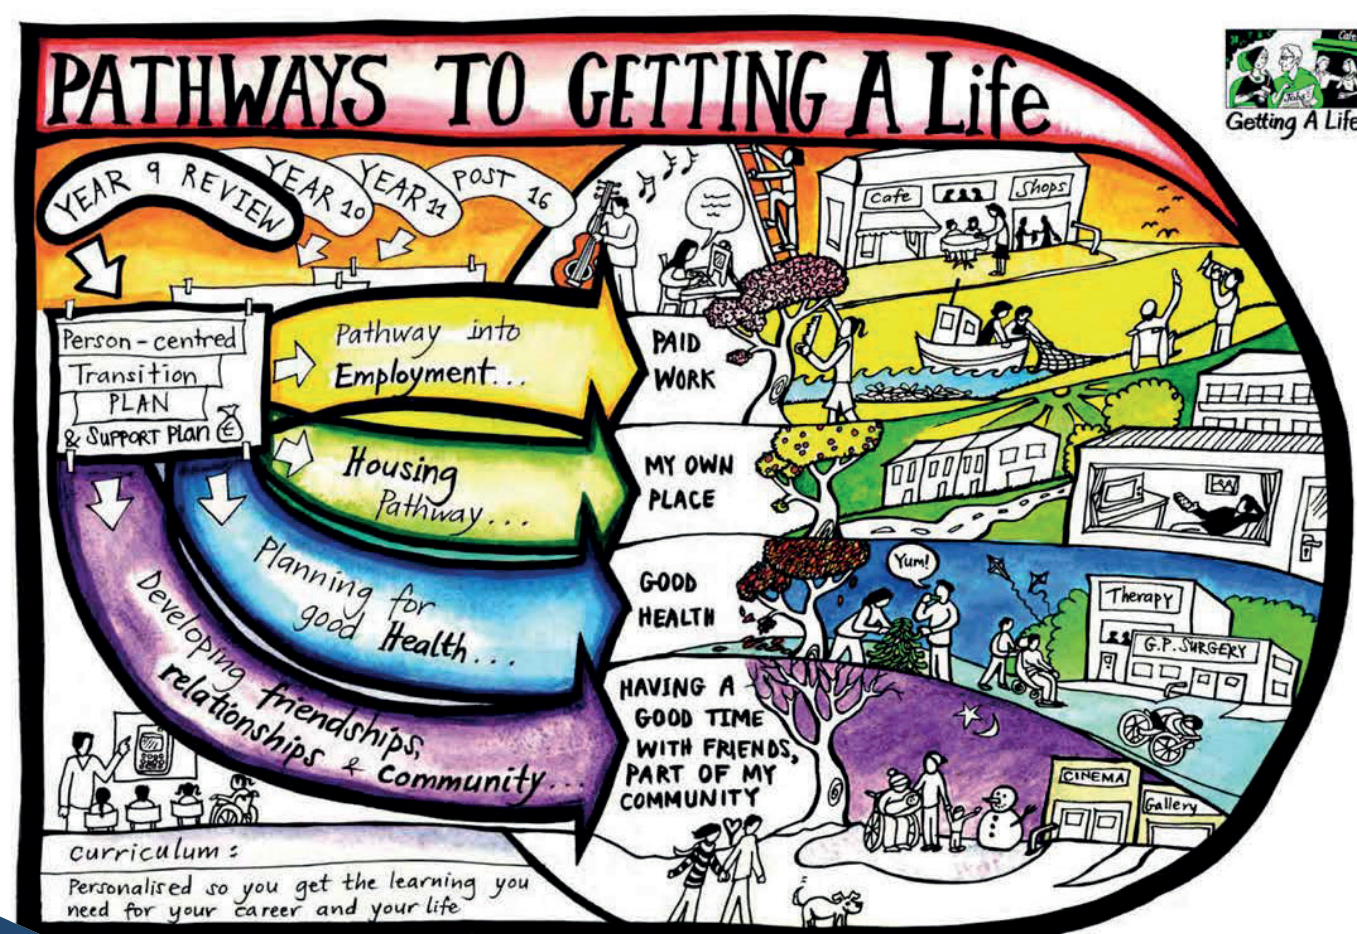 PATHWAYS TO GETTING A Life
Cafe
Jobs
Getting A Life
YEAR 9 REVIEW
YEAR 10
YEAR 11
POST 16
Person-centred
Transition
PLAN
& SUPPORT PLAN £
Pathway into
Employment...
Housing
Pathway...
Planning for
good Health...
Developing friendships,
relationships & community...
PAID
WORK
MY OWN
PLACE
GOOD
HEALTH
HAVING A
GOOD TIME
WITH FRIENDS,
PART OF MY
COMMUNITY
Cafe
Shops
Yum!
Therapy
G.P. SURGERY
CINEMA
Gallery
curriculum:
Personalised so you get the learning you
need for your career and your life